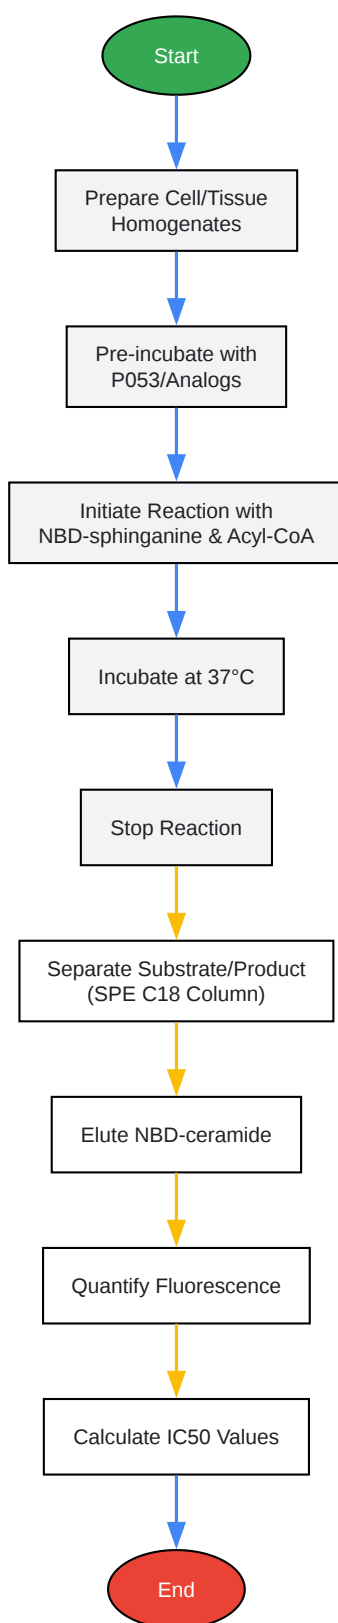 Start
Prepare Cell/Tissue
Homogenates
Pre-incubate with
P053/Analogs
Initiate Reaction with
NBD-sphinganine & Acyl-CoA
Incubate at 37°C
Stop Reaction
Separate Substrate/Product
(SPE C18 Column)
Elute NBD-ceramide
Quantify Fluorescence
Calculate IC50 Values
End